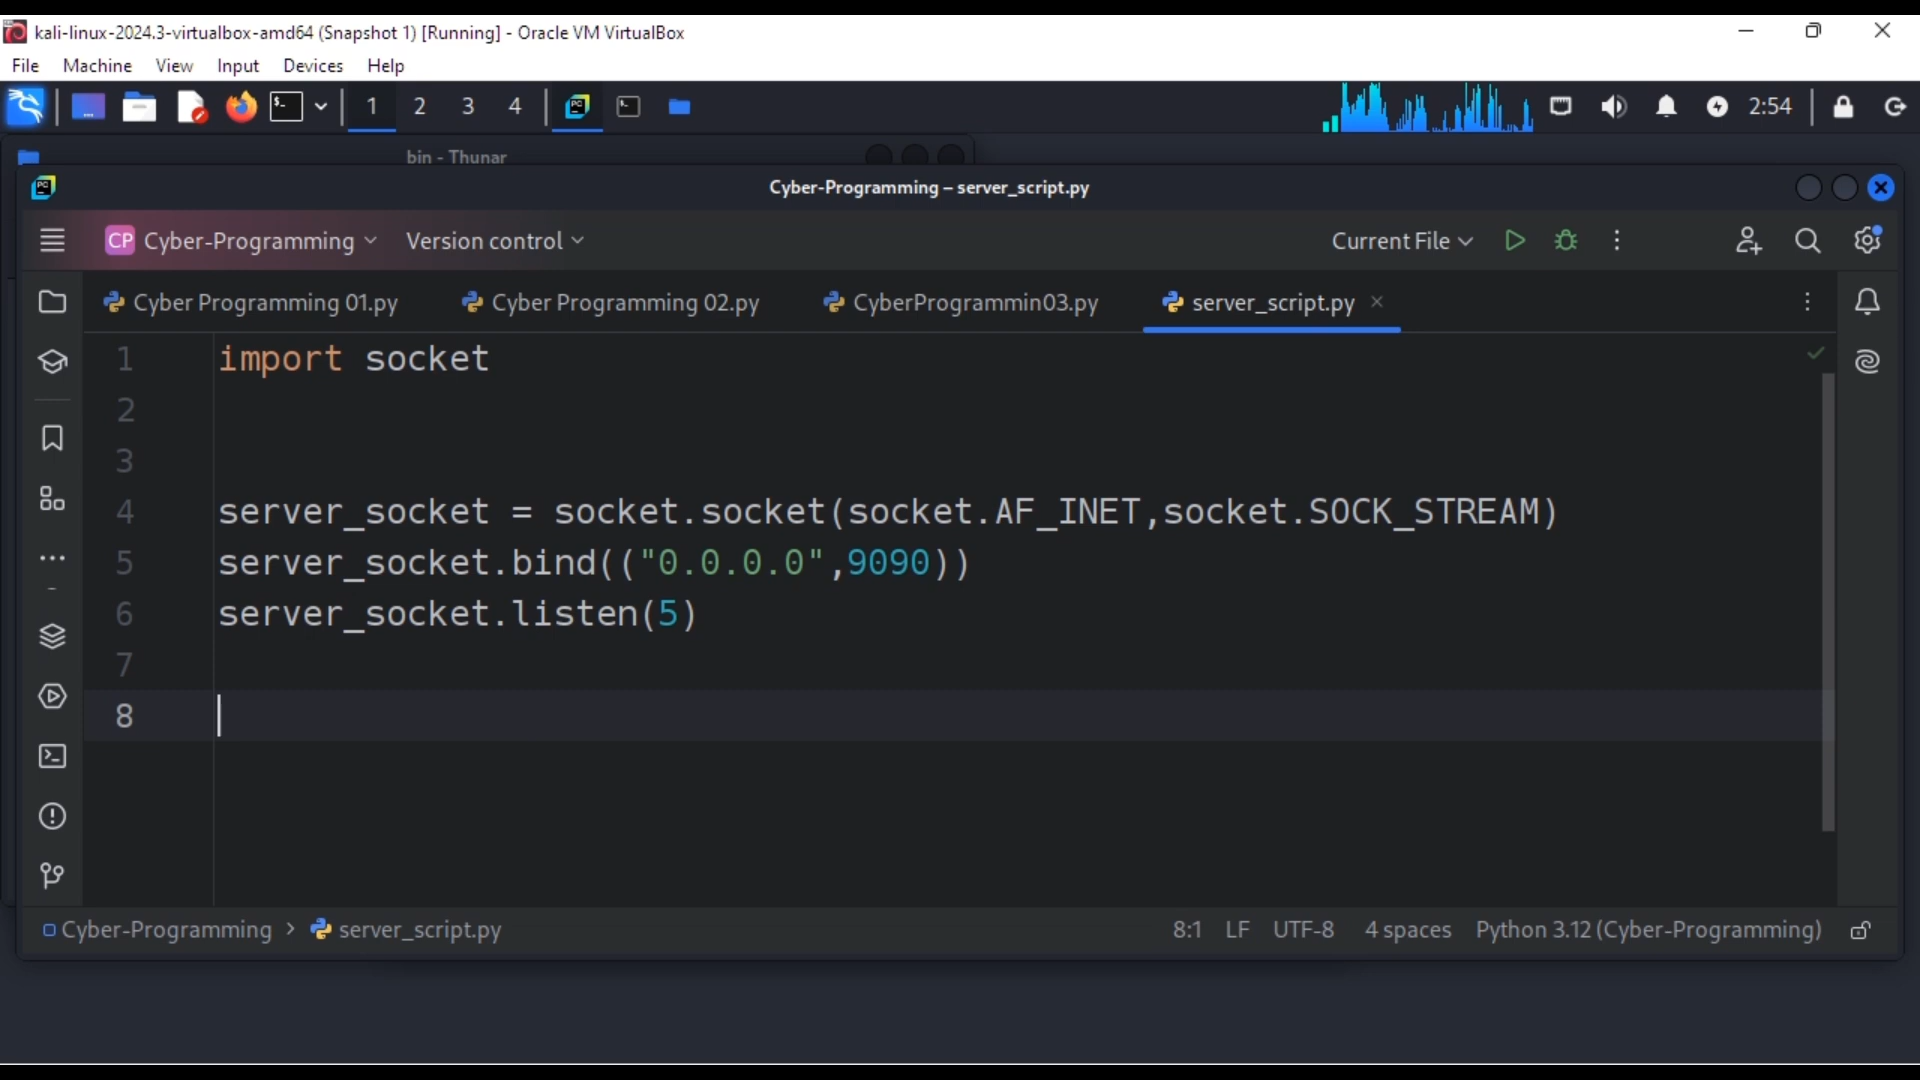 kali-linux-2024.3-virtualbox-amd64 (Snapshot 1) [Running] - Oracle VM VirtualBox
File Machine View Input Devices Help
1 2 3 4 2:54
bin - Thunar
Cyber-Programming – server_script.py
CP Cyber-Programming Version control Current File
Cyber Programming 01.py Cyber Programming 02.py CyberProgrammin03.py server_script.py
1 import socket
2
3
4 server_socket = socket.socket(socket.AF_INET,socket.SOCK_STREAM)
5 server_socket.bind(("0.0.0.0",9090))
6 server_socket.listen(5)
7
8
Cyber-Programming > server_script.py 8:1 LF UTF-8 4 spaces Python 3.12 (Cyber-Programming)